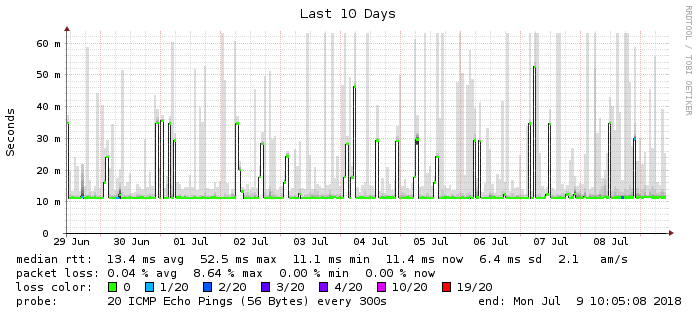 Last 10 Days
RRDTOOL / TOBI OETIKER
Seconds
60 m
50 m
40 m
30 m
20 m
10 m
0
29 Jun 30 Jun 01 Jul 02 Jul 03 Jul 04 Jul 05 Jul 06 Jul 07 Jul 08 Jul
median rtt: 13.4 ms avg 52.5 ms max 11.1 ms min 11.4 ms now 6.4 ms sd 2.1 am/s
packet loss: 0.04 % avg 8.64 % max 0.00 % min 0.00 % now
loss color: 0 1/20 2/20 3/20 4/20 10/20 19/20
probe: 20 ICMP Echo Pings (56 Bytes) every 300s end: Mon Jul 9 10:05:08 2018